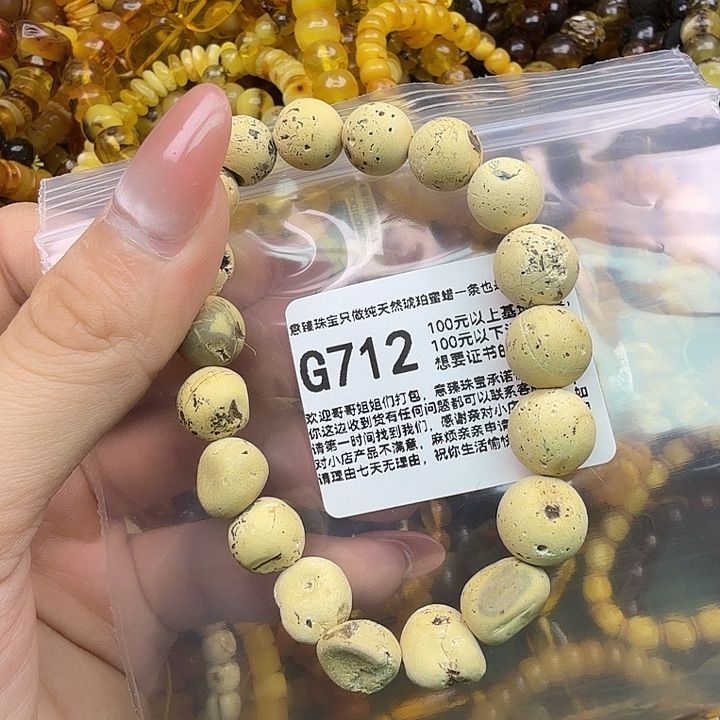 意臻珠宝只做纯天然琥珀蜜蜡一条也
G712
100元以上基
100元以下
想要证书的
欢迎哥哥姐姐们打包，意臻珠宝承诺
你这边收到货有任何问题都可以联系客 如
请第一时间找到我们，感谢亲对小店
对小店产品不满意，麻烦亲亲申请
请理由七天无理由，祝你生活愉快